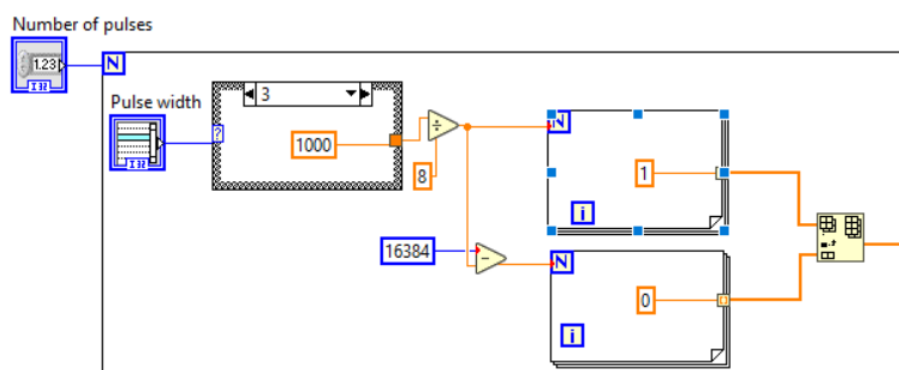 Number of pulses
1.23
I32
N
Pulse width
3
I32
?
1000
÷
8
N
1
i
16384
−
N
0
i